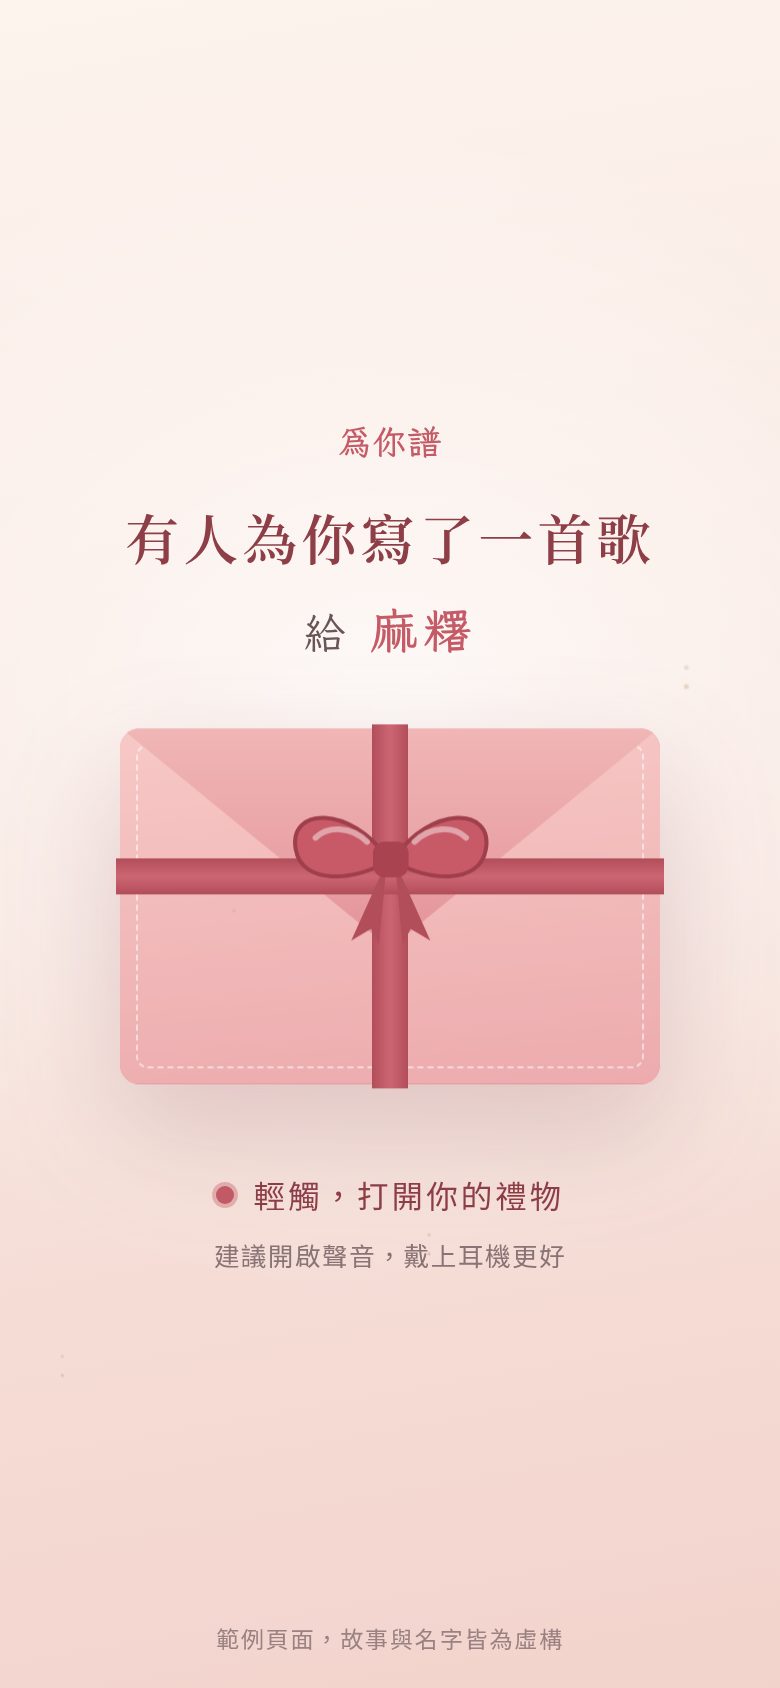 爲你譜
有人為你寫了一首歌
給 麻糬
輕觸，打開你的禮物
建議開啟聲音，戴上耳機更好
範例頁面，故事與名字皆為虛構